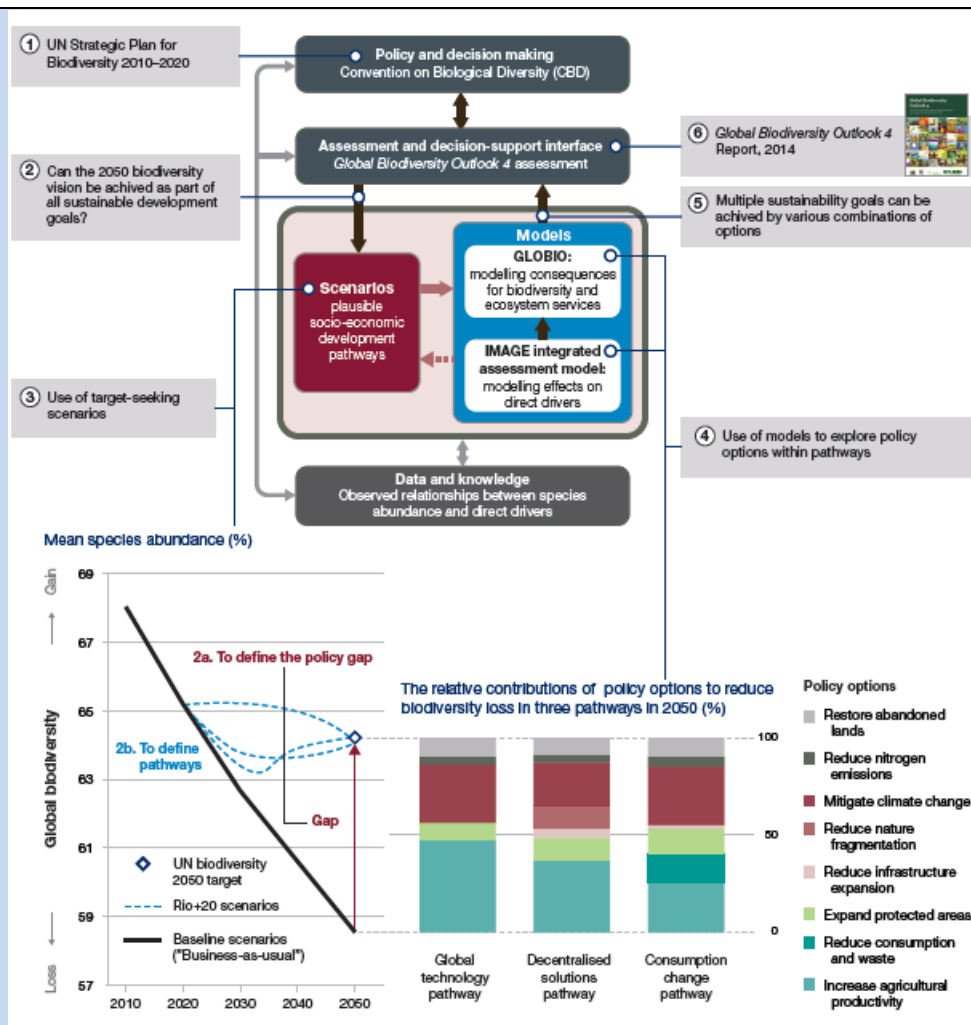 1 UN Strategic Plan for
Biodiversity 2010–2020
Policy and decision making
Convention on Biological Diversity (CBD)
Assessment and decision-support interface
Global Biodiversity Outlook 4 assessment
6 Global Biodiversity Outlook 4
Report, 2014
2 Can the 2050 biodiversity
vision be achived as part of
all sustainable development
goals?
5 Multiple sustainability goals can be
achived by various combinations of
options
Scenarios
plausible
socio-economic
development
pathways
Models
GLOBIO:
modelling consequences
for biodiversity and
ecosystem services
IMAGE integrated
assessment model:
modelling effects on
direct drivers
3 Use of target-seeking
scenarios
4 Use of models to explore policy
options within pathways
Data and knowledge
Observed relationships between species
abundance and direct drivers
Mean species abundance (%)
Gain
Global biodiversity
Loss
69
67
65
63
61
59
57
2a. To define the policy gap
2b. To define
pathways
Gap
UN biodiversity
2050 target
Rio+20 scenarios
Baseline scenarios
("Business-as-usual")
2010 2020 2030 2040 2050
The relative contributions of policy options to reduce
biodiversity loss in three pathways in 2050 (%)
100
50
0
Global
technology
pathway
Decentralised
solutions
pathway
Consumption
change
pathway
Policy options
Restore abandoned
lands
Reduce nitrogen
emissions
Mitigate climate change
Reduce nature
fragmentation
Reduce infrastructure
expansion
Expand protected areas
Reduce consumption
and waste
Increase agricultural
productivity